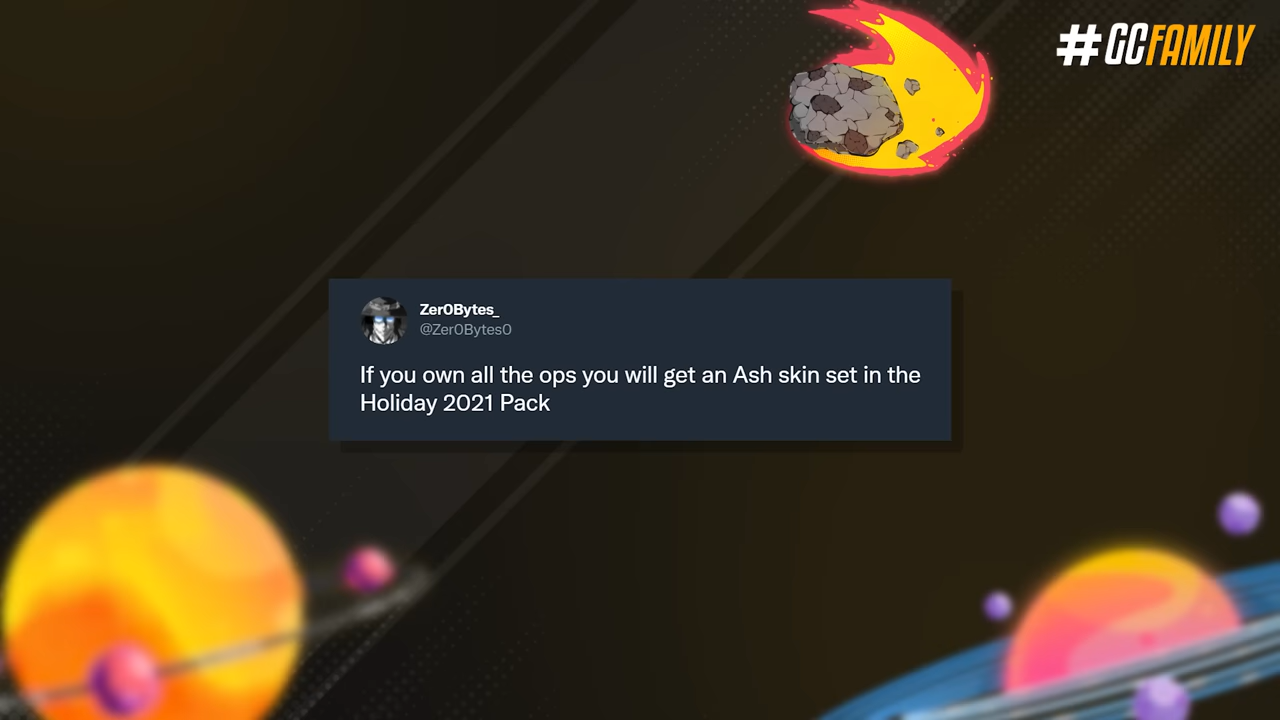 #GCFAMILY
Zer0Bytes_
@Zer0Bytes0
If you own all the ops you will get an Ash skin set in the
Holiday 2021 Pack